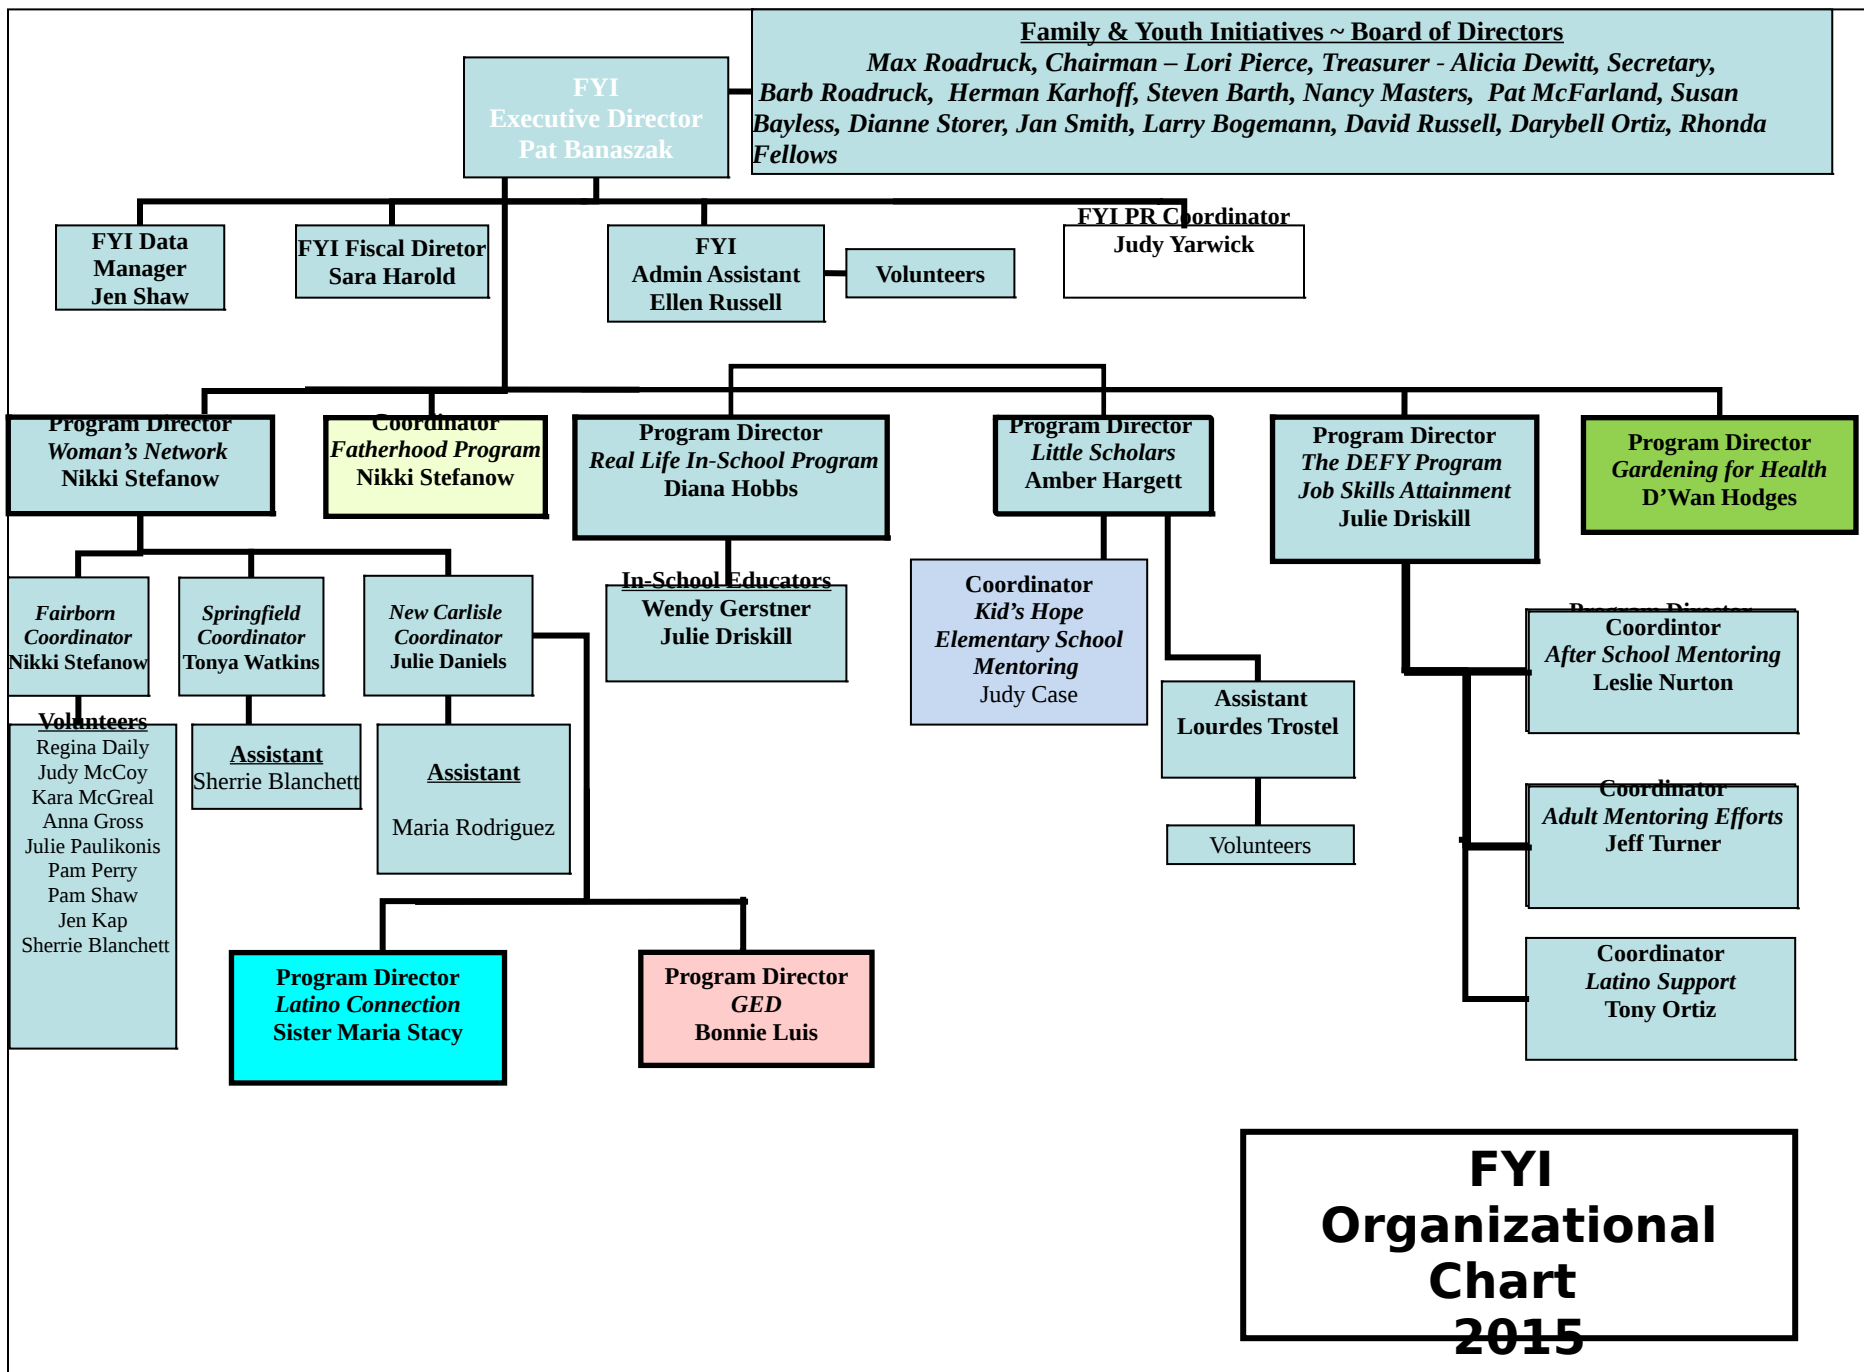 Family & Youth Initiatives ~ Board of Directors
Max Roadruck, Chairman – Lori Pierce, Treasurer - Alicia Dewitt, Secretary,
Barb Roadruck, Herman Karhoff, Steven Barth, Nancy Masters, Pat McFarland, Susan
Bayless, Dianne Storer, Jan Smith, Larry Bogemann, David Russell, Darybell Ortiz, Rhonda
Fellows
FYI
Executive Director
Pat Banaszak
FYI Data
Manager
Jen Shaw
FYI Fiscal Diretor
Sara Harold
FYI
Admin Assistant
Ellen Russell
Volunteers
FYI PR Coordinator
Judy Yarwick
Program Director
Woman’s Network
Nikki Stefanow
Coordinator
Fatherhood Program
Nikki Stefanow
Program Director
Real Life In-School Program
Diana Hobbs
Program Director
Little Scholars
Amber Hargett
Program Director
The DEFY Program
Job Skills Attainment
Julie Driskill
Program Director
Gardening for Health
D’Wan Hodges
Fairborn
Coordinator
Nikki Stefanow
Springfield
Coordinator
Tonya Watkins
New Carlisle
Coordinator
Julie Daniels
In-School Educators
Wendy Gerstner
Julie Driskill
Coordinator
Kid’s Hope
Elementary School
Mentoring
Judy Case
Assistant
Lourdes Trostel
Volunteers
Program Director
Coordintor
After School Mentoring
Leslie Nurton
Coordinator
Adult Mentoring Efforts
Jeff Turner
Coordinator
Latino Support
Tony Ortiz
Volunteers
Regina Daily
Judy McCoy
Kara McGreal
Anna Gross
Julie Paulikonis
Pam Perry
Pam Shaw
Jen Kap
Sherrie Blanchett
Assistant
Sherrie Blanchett
Assistant
Maria Rodriguez
Program Director
Latino Connection
Sister Maria Stacy
Program Director
GED
Bonnie Luis
FYI
Organizational
Chart
2015